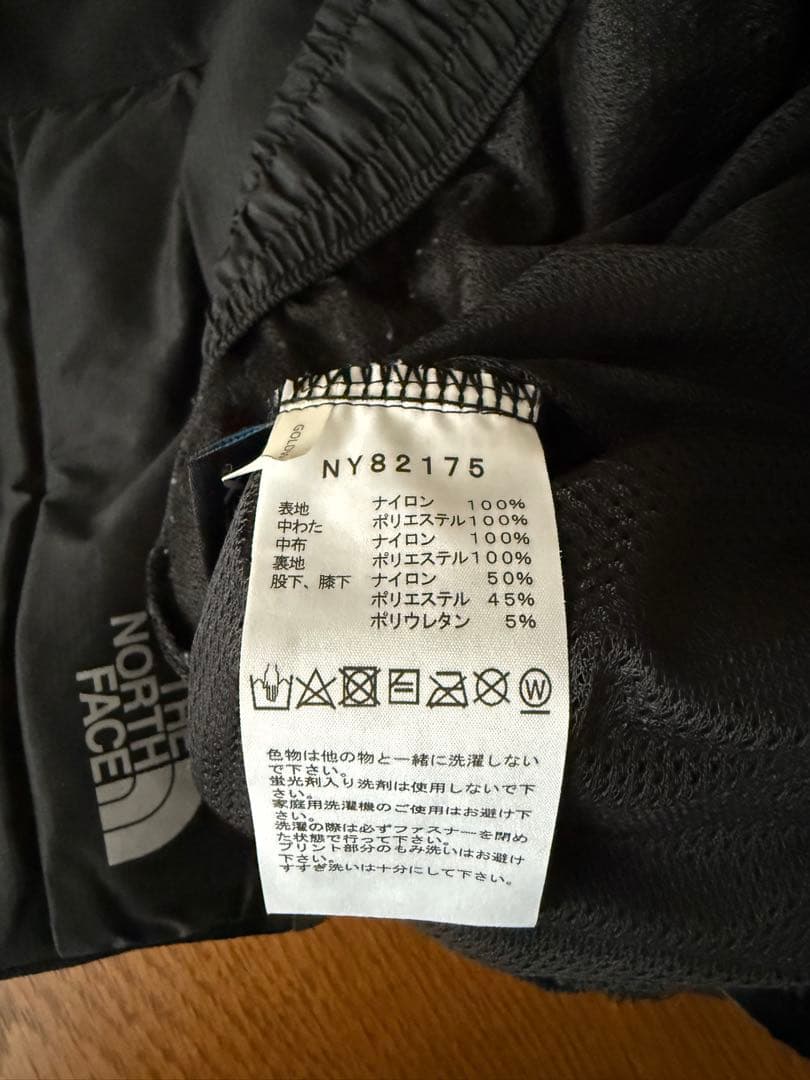 GOLDW
NY82175
表地 ナイロン 100%
中わた ポリエステル100%
中布 ナイロン 100%
裏地 ポリエステル100%
股下、膝下 ナイロン 50%
ポリエステル 45%
ポリウレタン 5%
W
色物は他の物と一緒に洗濯しない
で下さい。
蛍光剤入り洗剤は使用しないで下
さい。
家庭用洗濯機のご使用はお避け下
さい。
洗濯の際は必ずファスナーを閉め
た状態で行って下さい。
プリント部分のもみ洗いはお避け
下さい。
すすぎ洗いは十分にして下さい。
THE
NORTH
FACE